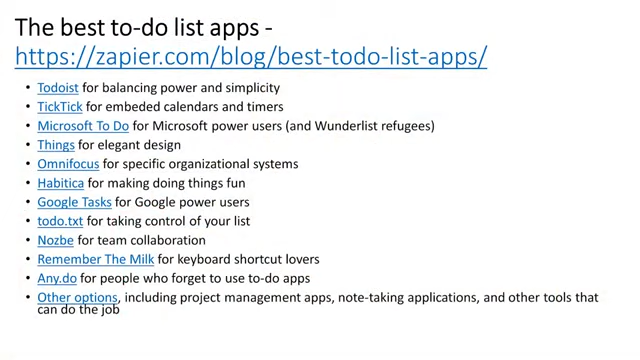 The best to-do list apps -
https://zapier.com/blog/best-todo-list-apps/
• Todoist for balancing power and simplicity
• TickTick for embeded calendars and timers
• Microsoft To Do for Microsoft power users (and Wunderlist refugees)
• Things for elegant design
• Omnifocus for specific organizational systems
• Habitica for making doing things fun
• Google Tasks for Google power users
• todo.txt for taking control of your list
• Nozbe for team collaboration
• Remember The Milk for keyboard shortcut lovers
• Any.do for people who forget to use to-do apps
• Other options, including project management apps, note-taking applications, and other tools that
can do the job